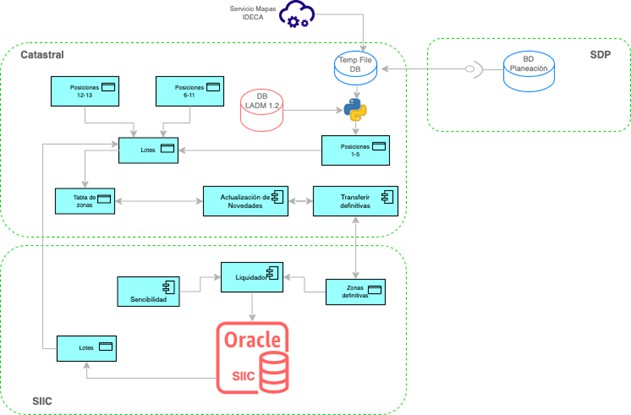 Servicio Mapas
IDECA
Catastral
SDP
Temp File
DB
BD
Planeación
Posiciones
12-13
Posiciones
6-11
DB
LADM 1.2
Lotes
Posiciones
1-5
Tabla de
zonas
Actualización de
Novedades
Transferir
definitivas
Liquidador
Sencibilidad
Zonas
definitivas
Oracle
SIIC
Lotes
SIIC